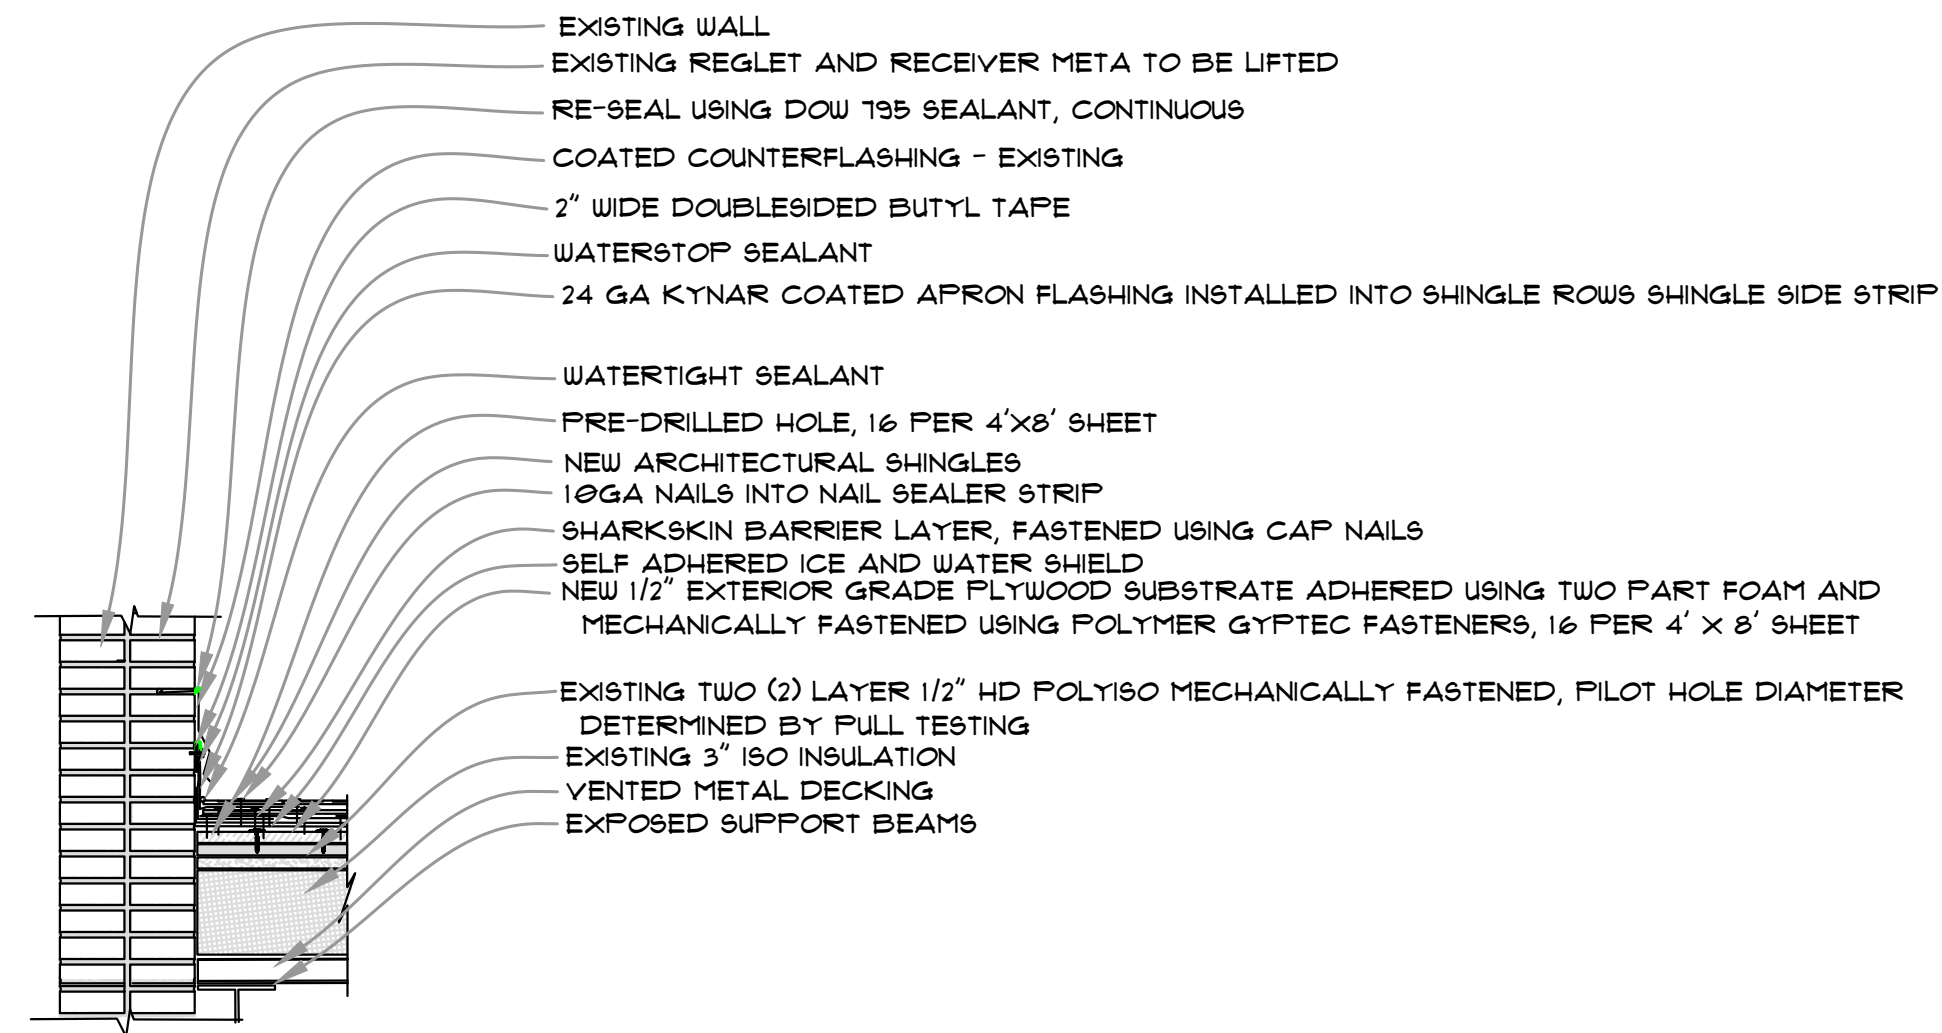 EXISTING WALL
EXISTING REGLET AND RECEIVER META TO BE LIFTED
RE-SEAL USING DOW 795 SEALANT, CONTINUOUS
COATED COUNTERFLASHING - EXISTING
2" WIDE DOUBLESIDED BUTYL TAPE
WATERSTOP SEALANT
24 GA KYNAR COATED APRON FLASHING INSTALLED INTO SHINGLE ROWS SHINGLE SIDE STRIP
WATERTIGHT SEALANT
PRE-DRILLED HOLE, 16 PER 4'X8' SHEET
NEW ARCHITECTURAL SHINGLES
10GA NAILS INTO NAIL SEALER STRIP
SHARKSKIN BARRIER LAYER, FASTENED USING CAP NAILS
SELF ADHERED ICE AND WATER SHIELD
NEW 1/2" EXTERIOR GRADE PLYWOOD SUBSTRATE ADHERED USING TWO PART FOAM AND
MECHANICALLY FASTENED USING POLYMER GYPTEC FASTENERS, 16 PER 4' X 8' SHEET
EXISTING TWO (2) LAYER 1/2" HD POLYISO MECHANICALLY FASTENED, PILOT HOLE DIAMETER
DETERMINED BY PULL TESTING
EXISTING 3" ISO INSULATION
VENTED METAL DECKING
EXPOSED SUPPORT BEAMS